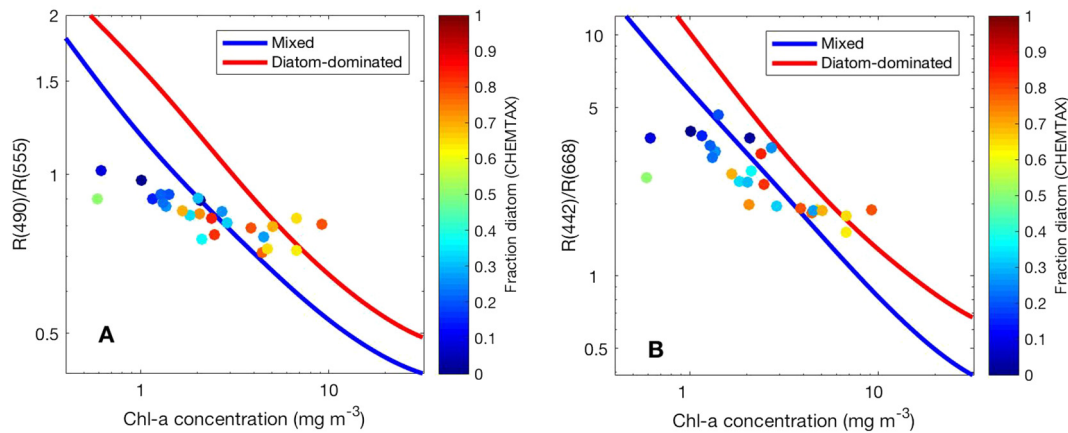 2
1.5
1
0.5
R(490)/R(555)
Mixed
Diatom-dominated
A
1
10
Chl-a concentration (mg m⁻³)
1
0.9
0.8
0.7
0.6
0.5
0.4
0.3
0.2
0.1
0
Fraction diatom (CHEMTAX)
10
5
1
0.5
R(442)/R(668)
Mixed
Diatom-dominated
B
1
10
Chl-a concentration (mg m⁻³)
1
0.9
0.8
0.7
0.6
0.5
0.4
0.3
0.2
0.1
0
Fraction diatom (CHEMTAX)